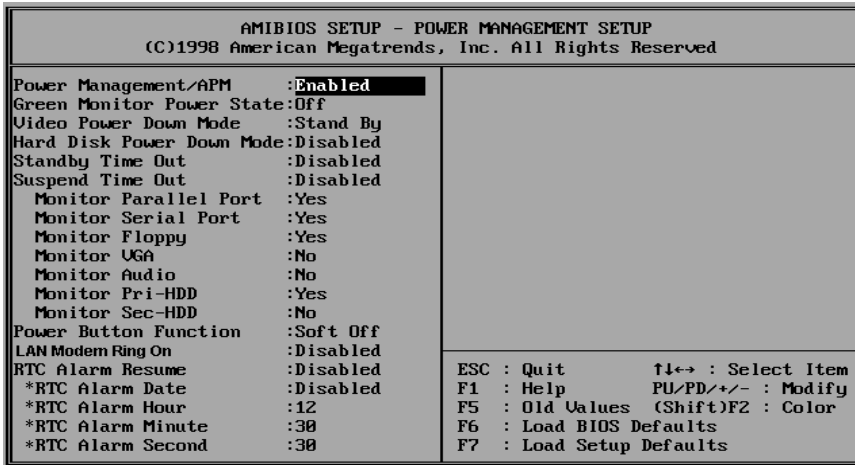 AMIBIOS SETUP - POWER MANAGEMENT SETUP
(C)1998 American Megatrends, Inc. All Rights Reserved
Power Management/APM :Enabled
Green Monitor Power State:Off
Video Power Down Mode :Stand By
Hard Disk Power Down Mode:Disabled
Standby Time Out :Disabled
Suspend Time Out :Disabled
Monitor Parallel Port :Yes
Monitor Serial Port :Yes
Monitor Floppy :Yes
Monitor VGA :No
Monitor Audio :No
Monitor Pri-HDD :Yes
Monitor Sec-HDD :No
Power Button Function :Soft Off
LAN Modem Ring On :Disabled
RTC Alarm Resume :Disabled
*RTC Alarm Date :Disabled
*RTC Alarm Hour :12
*RTC Alarm Minute :30
*RTC Alarm Second :30
ESC : Quit ↑↓←→ : Select Item
F1 : Help PU/PD/+/- : Modify
F5 : Old Values (Shift)F2 : Color
F6 : Load BIOS Defaults
F7 : Load Setup Defaults